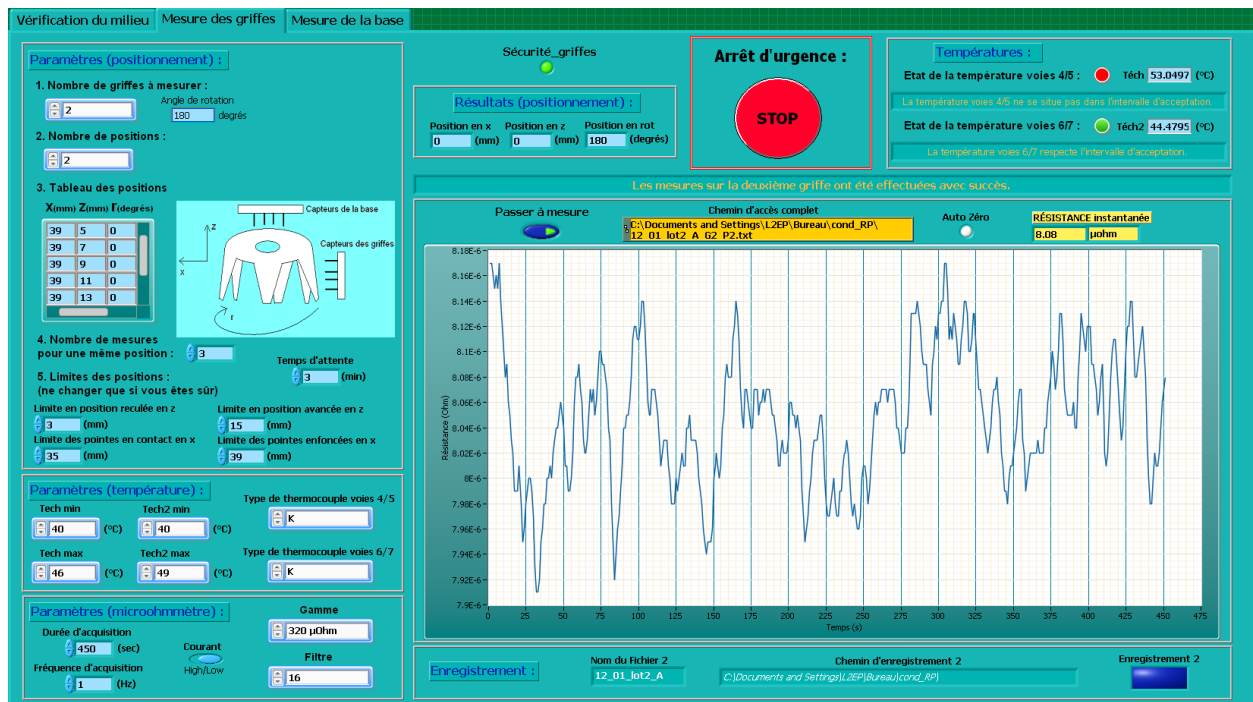 Vérification du milieu
Mesure des griffes
Mesure de la base
Paramètres (positionnement) :
1. Nombre de griffes à mesurer :
2
Angle de rotation
180 degrés
2. Nombre de positions :
2
3. Tableau des positions
X(mm) Z(mm) r(degrés)
39 5 0
39 7 0
39 9 0
39 11 0
39 13 0
Capteurs de la base
Capteurs des griffes
z
x
r
4. Nombre de mesures
pour une même position : 3
Temps d'attente
3 (min)
5. Limites des positions :
(ne changer que si vous êtes sûr)
Limite en position reculée en z
3 (mm)
Limite en position avancée en z
15 (mm)
Limite des pointes en contact en x
35 (mm)
Limite des pointes enfoncées en x
39 (mm)
Paramètres (température) :
Tech min
40 (ºC)
Tech2 min
40 (ºC)
Type de thermocouple voies 4/5
K
Tech max
46 (ºC)
Tech2 max
49 (ºC)
Type de thermocouple voies 6/7
K
Paramètres (microohmmètre) :
Durée d'acquisition
450 (sec)
Fréquence d'acquisition
1 (Hz)
Courant
High/Low
Gamme
320 µOhm
Filtre
16
Sécurité_griffes
Résultats (positionnement) :
Position en x Position en z Position en rot
0 (mm) 0 (mm) 180 (degrés)
Arrêt d'urgence :
STOP
Températures :
Etat de la température voies 4/5 : Téch 53.0497 (ºC)
La température voies 4/5 ne se situe pas dans l'intervalle d'acceptation.
Etat de la température voies 6/7 : Téch2 44.4795 (ºC)
La température voies 6/7 respecte l'intervalle d'acceptation.
Les mesures sur la deuxième griffe ont été effectuées avec succès.
Passer à mesure
Chemin d'accès complet
C:\Documents and Settings\L2EP\Bureau\cond_RP\
12_01_lot2_A_G2_P2.txt
Auto Zéro
RÉSISTANCE instantanée
8.08 µohm
Résistance (Ohm)
8.18E-6
8.16E-6
8.14E-6
8.12E-6
8.1E-6
8.08E-6
8.06E-6
8.04E-6
8.02E-6
8E-6
7.98E-6
7.96E-6
7.94E-6
7.92E-6
7.9E-6
0 25 50 75 100 125 150 175 200 225 250 275 300 325 350 375 400 425 450 475
Temps (s)
Enregistrement :
Nom du Fichier 2
12_01_lot2_A
Chemin d'enregistrement 2
C:\Documents and Settings\L2EP\Bureau\cond_RP\
Enregistrement 2